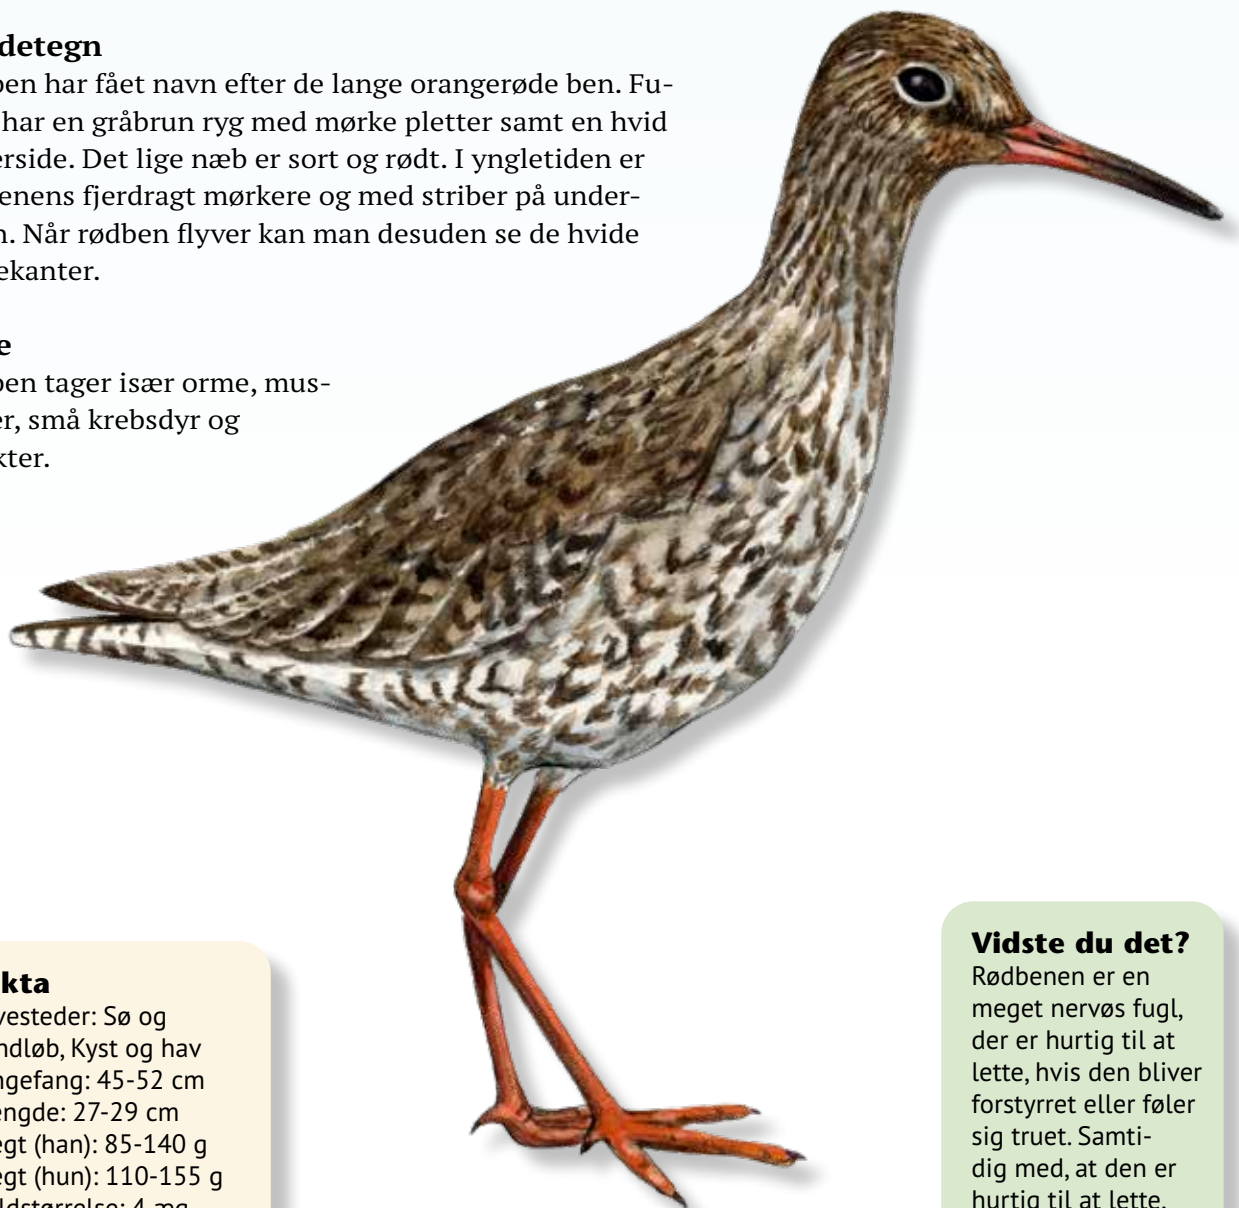 detegn
ben har fået navn efter de lange orangerøde ben. Fu-
har en gråbrun ryg med mørke pletter samt en hvid
erside. Det lige næb er sort og rødt. I yngletiden er
enens fjerdragt mørkere og med striber på under-
n. Når rødben flyver kan man desuden se de hvide
ekanter.
e
ben tager især orme, mus-
er, små krebsdyr og
kter.
kta
vesteder: Sø og
ndløb, Kyst og hav
ngefang: 45-52 cm
engde: 27-29 cm
egt (han): 85-140 g
egt (hun): 110-155 g
ldstørrelse: 4 æg
Vidste du det?
Rødbenen er en
meget nervøs fugl,
der er hurtig til at
lette, hvis den bliver
forstyrret eller føler
sig truet. Samti-
dig med, at den er
hurtig til at lette,